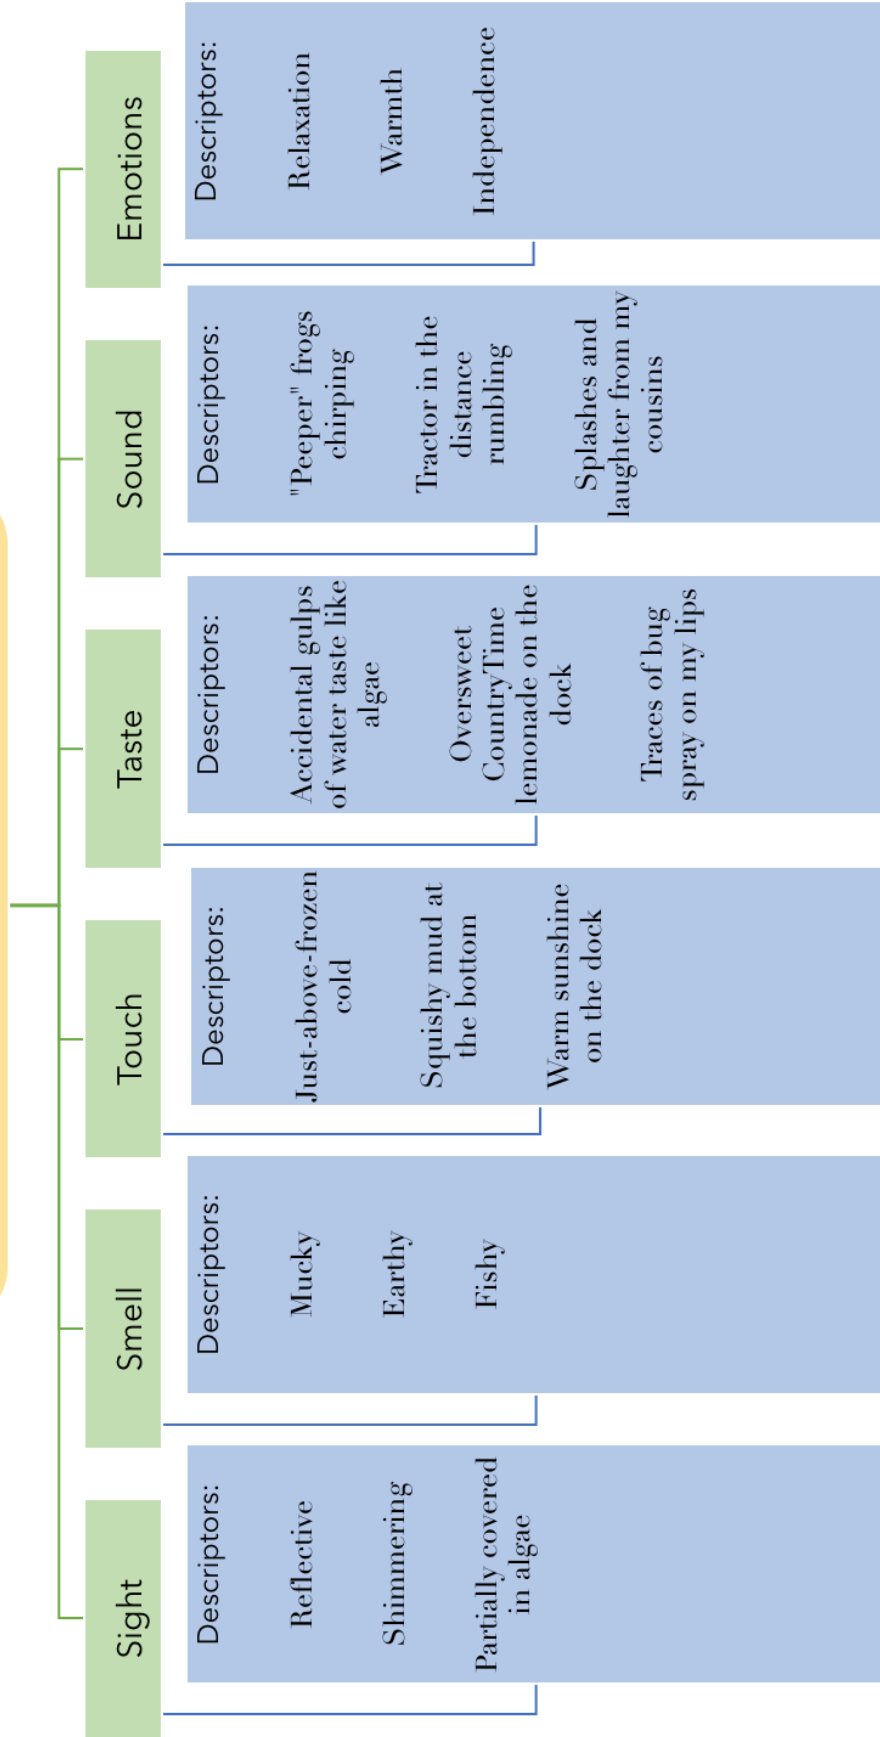 Sight
Descriptors:
Reflective
Shimmering
Partially covered
in algae
Smell
Descriptors:
Mucky
Earthy
Fishy
Touch
Descriptors:
Just-above-frozen
cold
Squishy mud at
the bottom
Warm sunshine
on the dock
Taste
Descriptors:
Accidental gulps
of water taste like
algae
Oversweet
CountryTime
lemonade on the
dock
Traces of bug
spray on my lips
Sound
Descriptors:
"Peeper" frogs
chirping
Tractor in the
distance
rumbling
Splashes and
laughter from my
cousins
Emotions
Descriptors:
Relaxation
Warmth
Independence